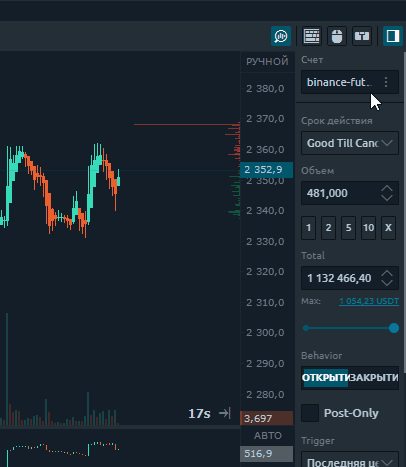 РУЧНОЙ
2 380,0
2 370,0
2 360,0
2 352,9
2 350,0
2 340,0
2 330,0
2 320,0
2 310,0
2 300,0
2 290,0
2 280,0
17s
3,697
АВТО
516,9
Счет
binance-fut...
Срок действия
Good Till Canc
Объем
481,000
1 2 5 10 X
Total
1 132 466,40
Max: 1 054,23 USDT
Behavior
ОТКРЫТИ ЗАКРЫТИ
Post-Only
Trigger
Последняя це